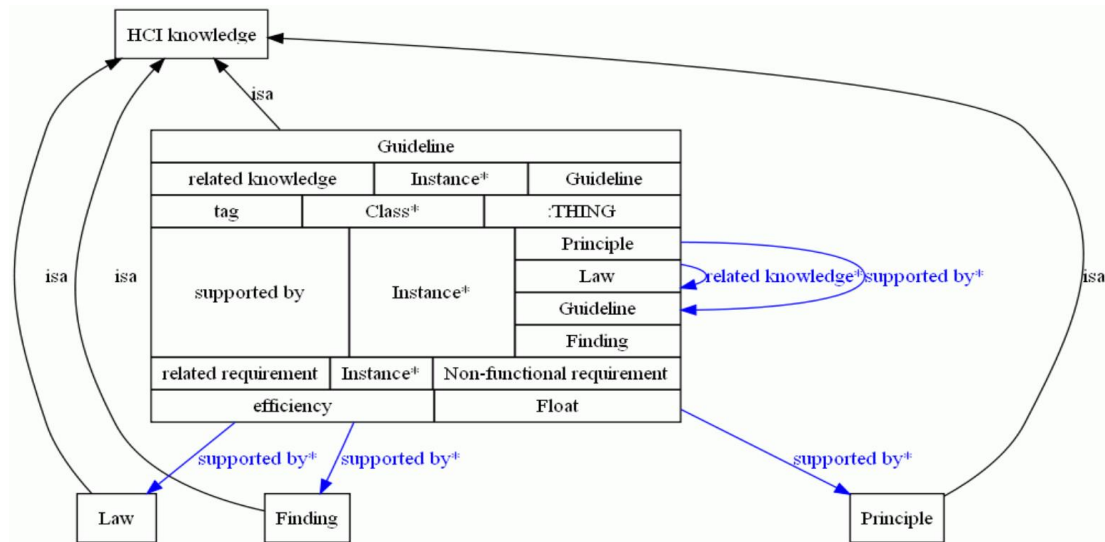 HCI knowledge
isa
Guideline
related knowledge Instance* Guideline
tag Class* :THING
supported by Instance* Principle
Law
Guideline
Finding
related knowledge* supported by*
isa isa isa
related requirement Instance* Non-functional requirement
efficiency Float
supported by* supported by* supported by*
Law Finding Principle